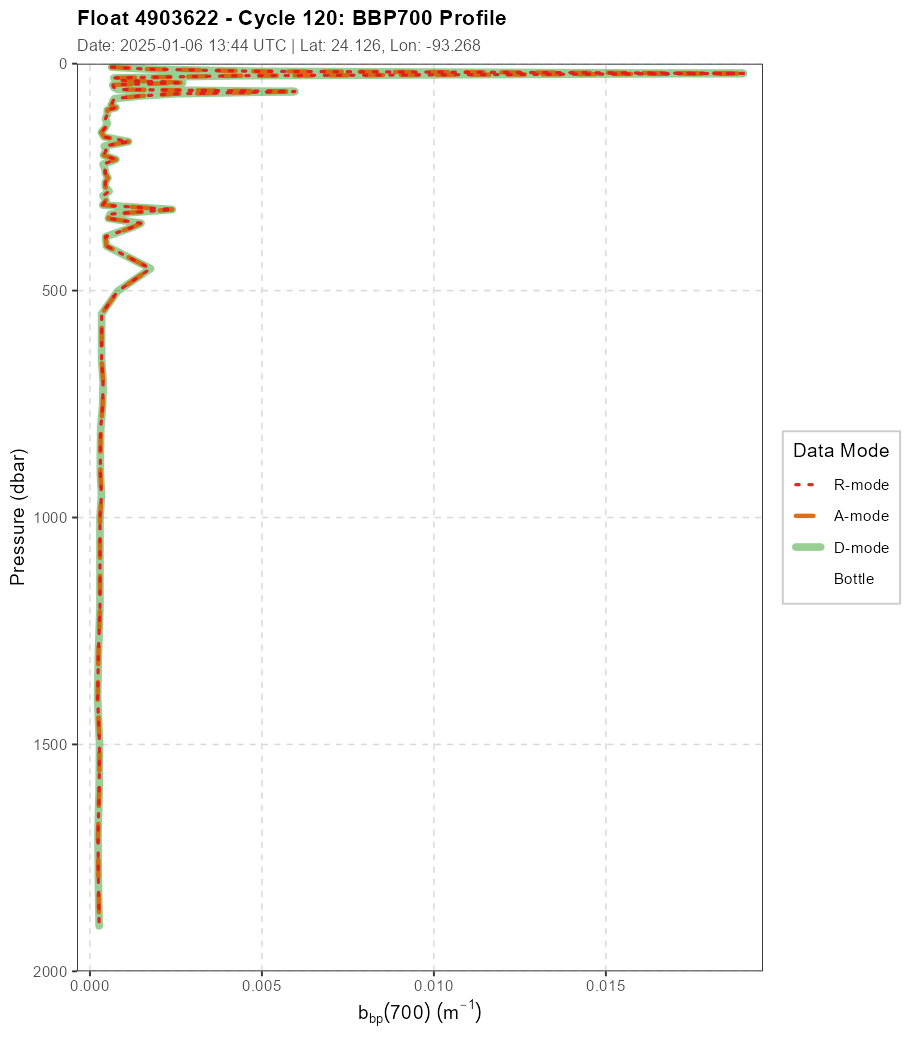 Float 4903622 - Cycle 120: BBP700 Profile
Date: 2025-01-06 13:44 UTC | Lat: 24.126, Lon: -93.268
0
500
1000
1500
2000
Pressure (dbar)
0.000 0.005 0.010 0.015
b_bp(700) (m⁻¹)
Data Mode
R-mode
A-mode
D-mode
Bottle